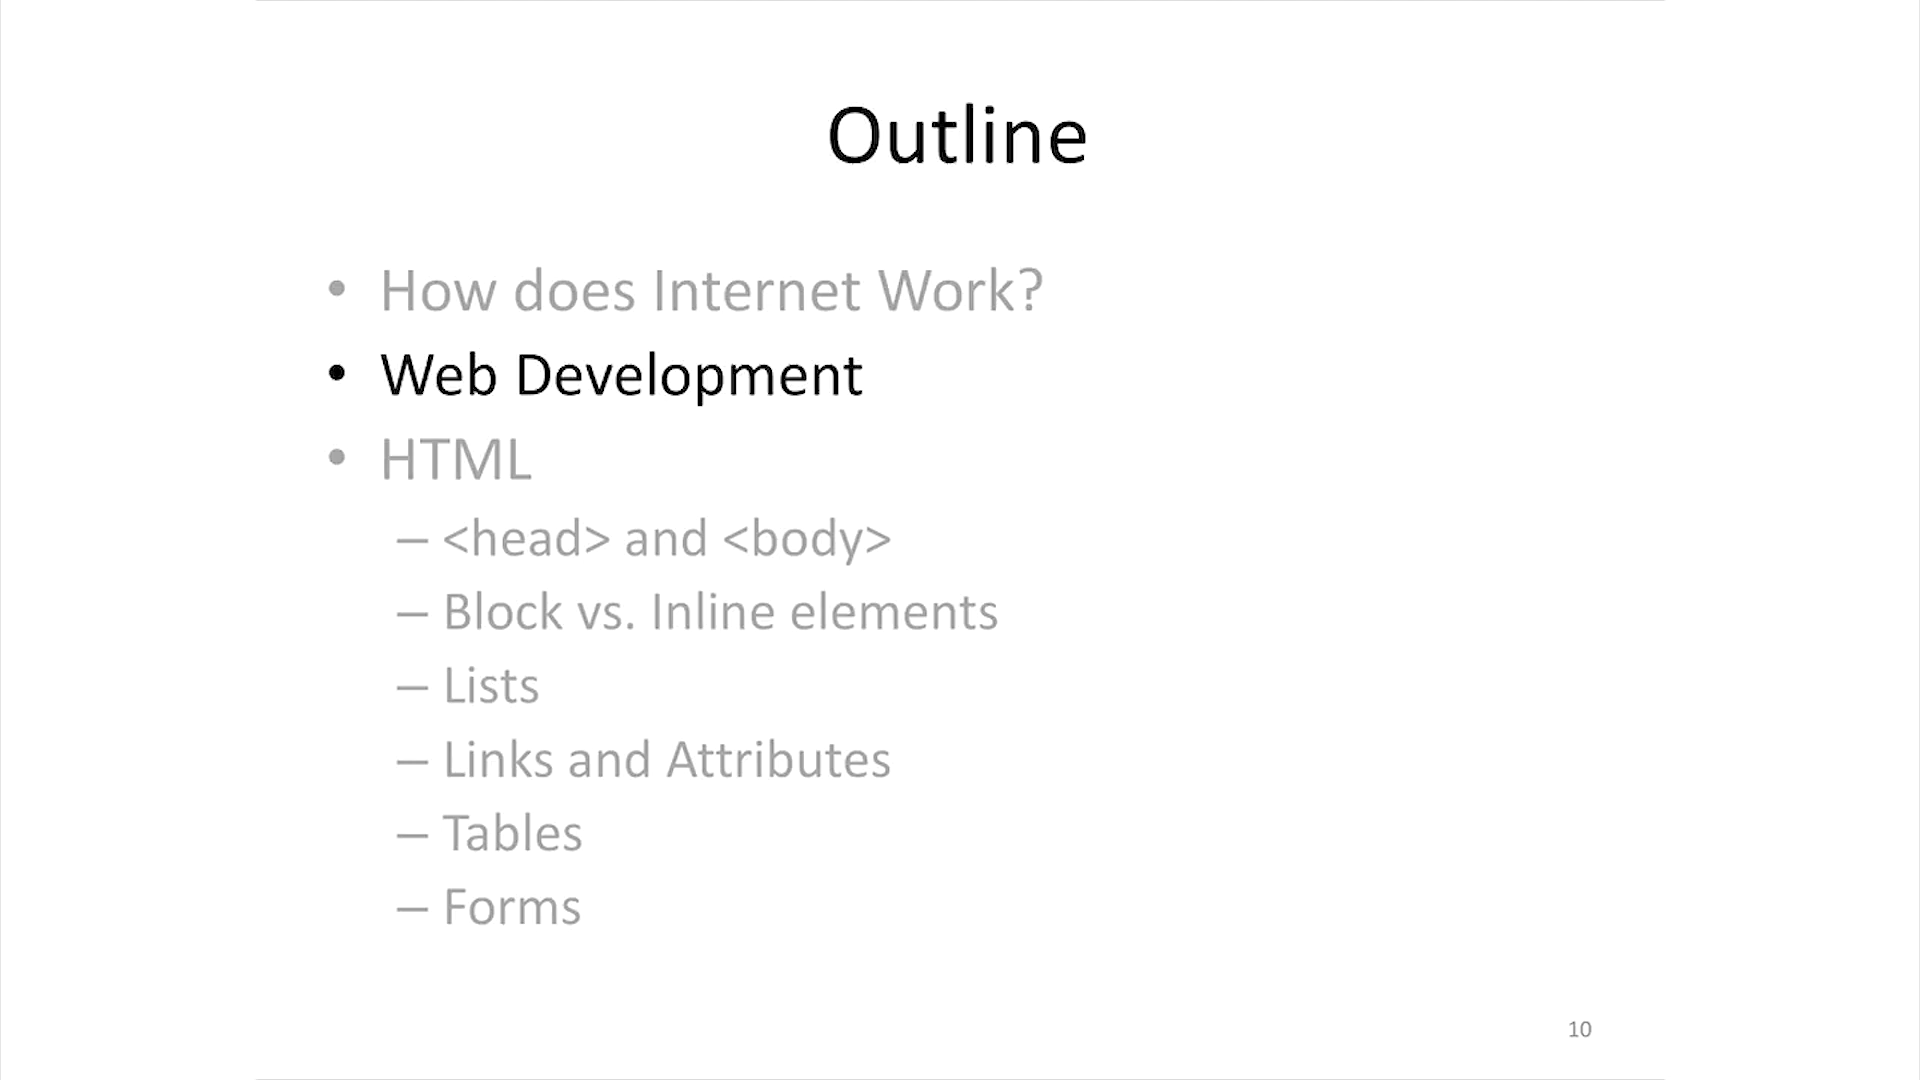 Outline
• How does Internet Work?
• Web Development
• HTML
– <head> and <body>
– Block vs. Inline elements
– Lists
– Links and Attributes
– Tables
– Forms
10